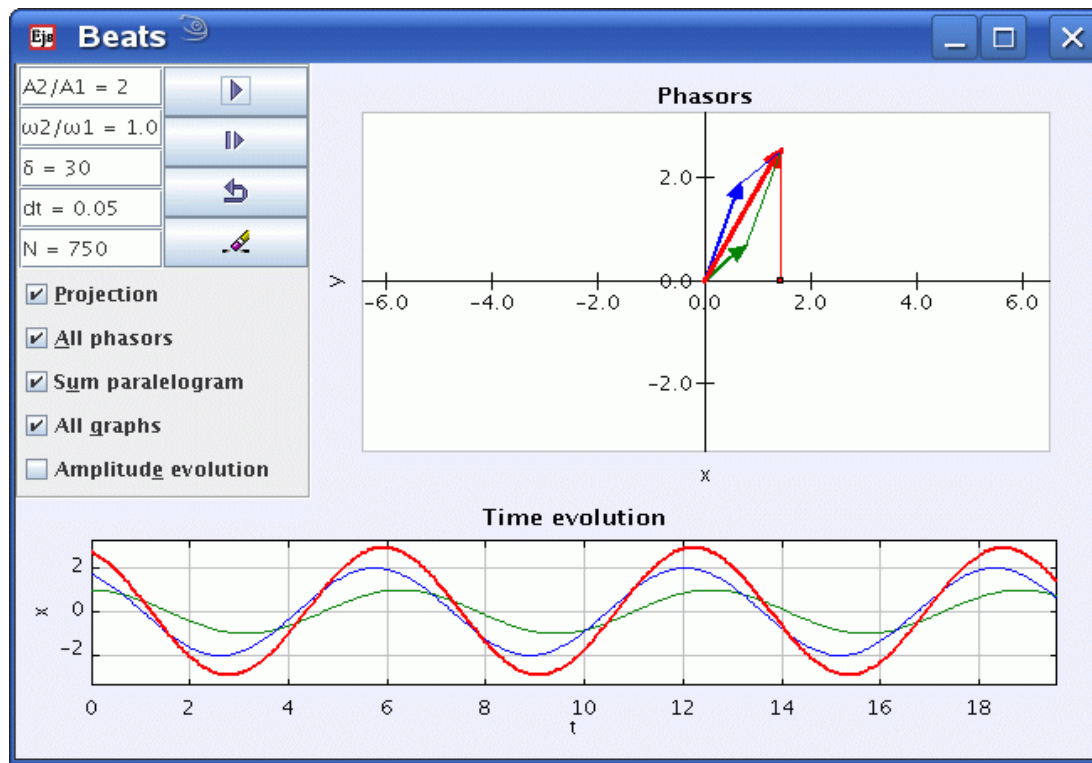 Ejs Beats
A2/A1 = 2
ω2/ω1 = 1.0
δ = 30
dt = 0.05
N = 750
Projection
All phasors
Sum paralelogram
All graphs
Amplitude evolution
Phasors
2.0
0.0
-6.0 -4.0 -2.0 0.0 2.0 4.0 6.0
-2.0
y
x
Time evolution
2
0
-2
x
0 2 4 6 8 10 12 14 16 18
t